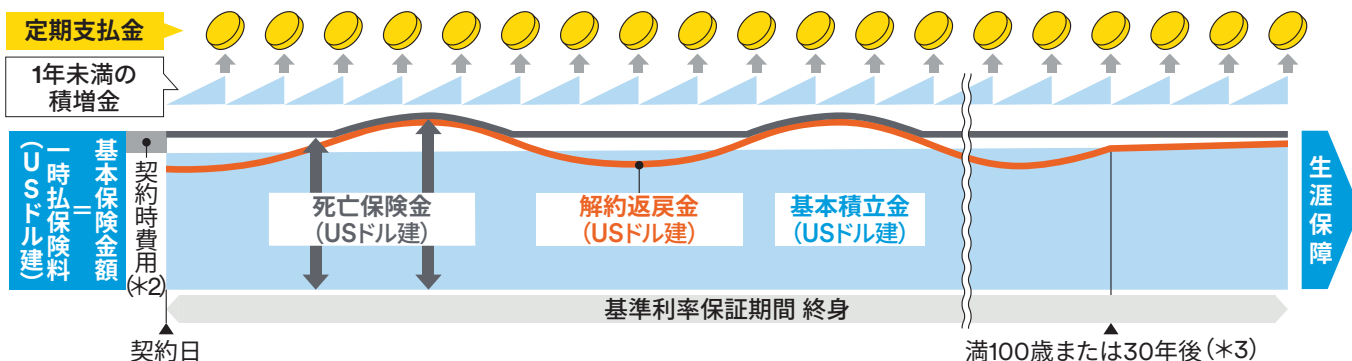 定期支払金
1年未満の
積増金
基本保険金額
＝
一時払保険料
(USドル建)
契約時費用
(＊2)
死亡保険金
(USドル建)
解約返戻金
(USドル建)
基本積立金
(USドル建)
生涯保障
基準利率保証期間 終身
契約日
満100歳または30年後(＊3)